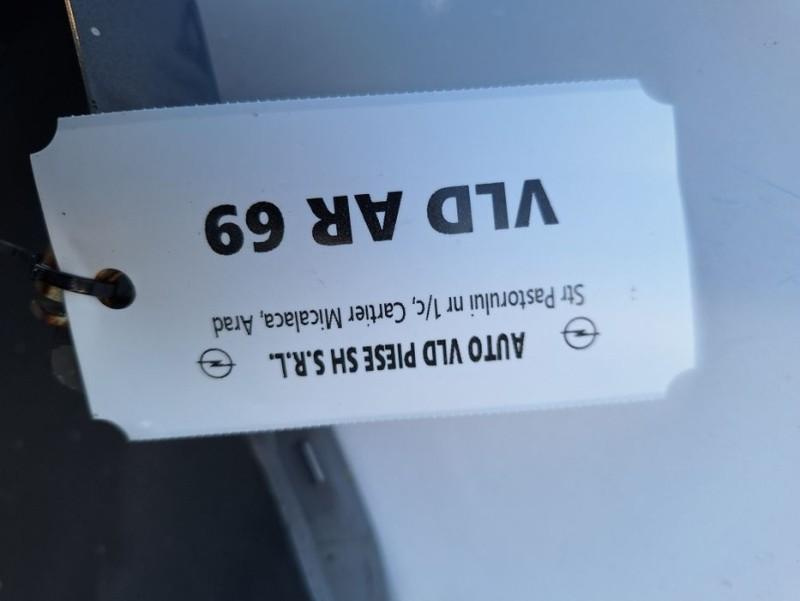 AUTO VLD PIESE SH S.R.L.
Str Pastorului nr 1/c, Cartier Micalaca, Arad
VLD AR 69